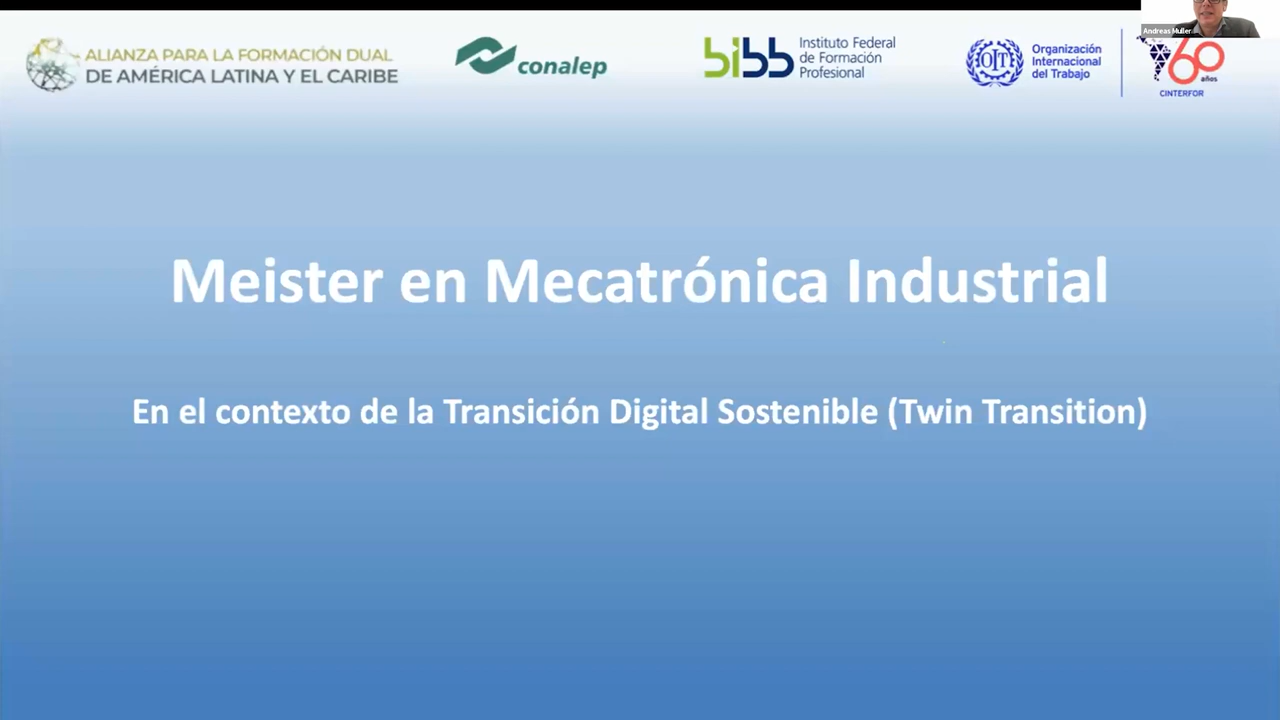 Andreas Muller
ALIANZA PARA LA FORMACIÓN DUAL
DE AMÉRICA LATINA Y EL CARIBE
conalep
bibb
Instituto Federal
de Formación
Profesional
OIT
Organización
Internacional
del Trabajo
60
años
CINTERFOR
Meister en Mecatrónica Industrial
En el contexto de la Transición Digital Sostenible (Twin Transition)